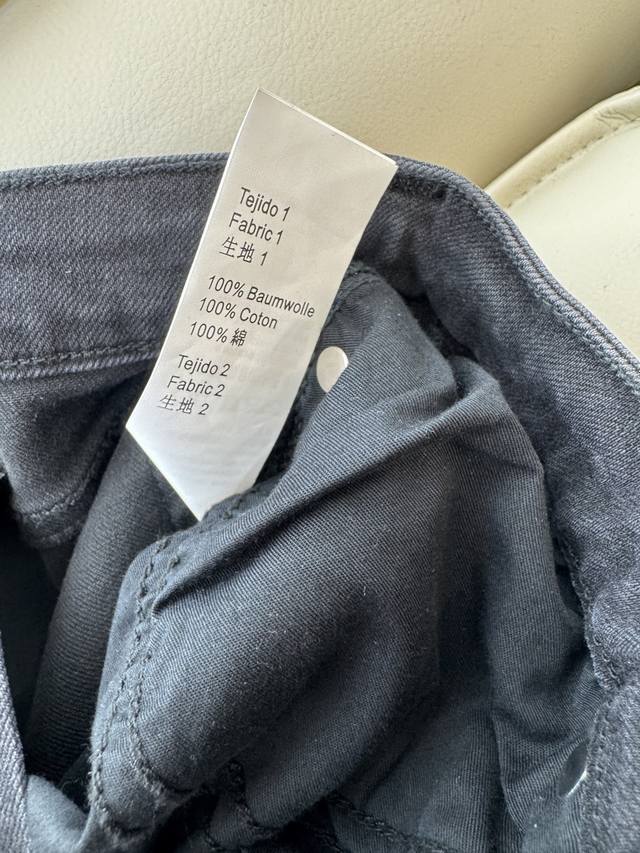 Tejido 1
Fabric 1
生地 1
100% Baumwolle
100% Coton
100% 綿
Tejido 2
Fabric 2
生地 2